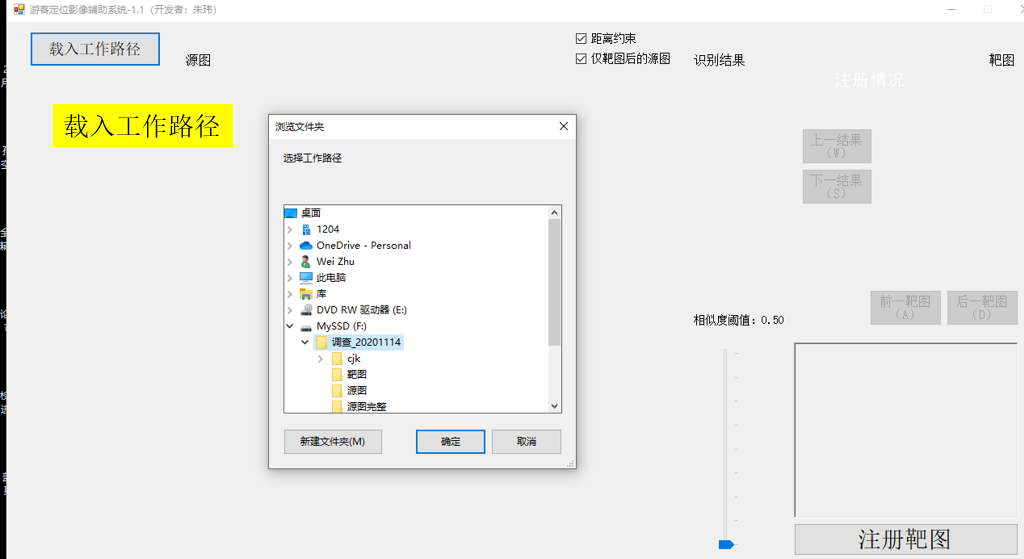 游客定位影像辅助系统-1.1（开发者：朱玮）
载入工作路径
源图
距离约束
仅靶图后的源图
识别结果
靶图
注册情况
载入工作路径
浏览文件夹
选择工作路径
桌面
1204
OneDrive - Personal
Wei Zhu
此电脑
库
DVD RW 驱动器 (E:)
MySSD (F:)
调查_20201114
cjk
靶图
源图
源图完整
新建文件夹(M)
确定
取消
上一结果
(W)
下一结果
(S)
前一靶图
(A)
后一靶图
(D)
相似度阈值：0.50
注册靶图